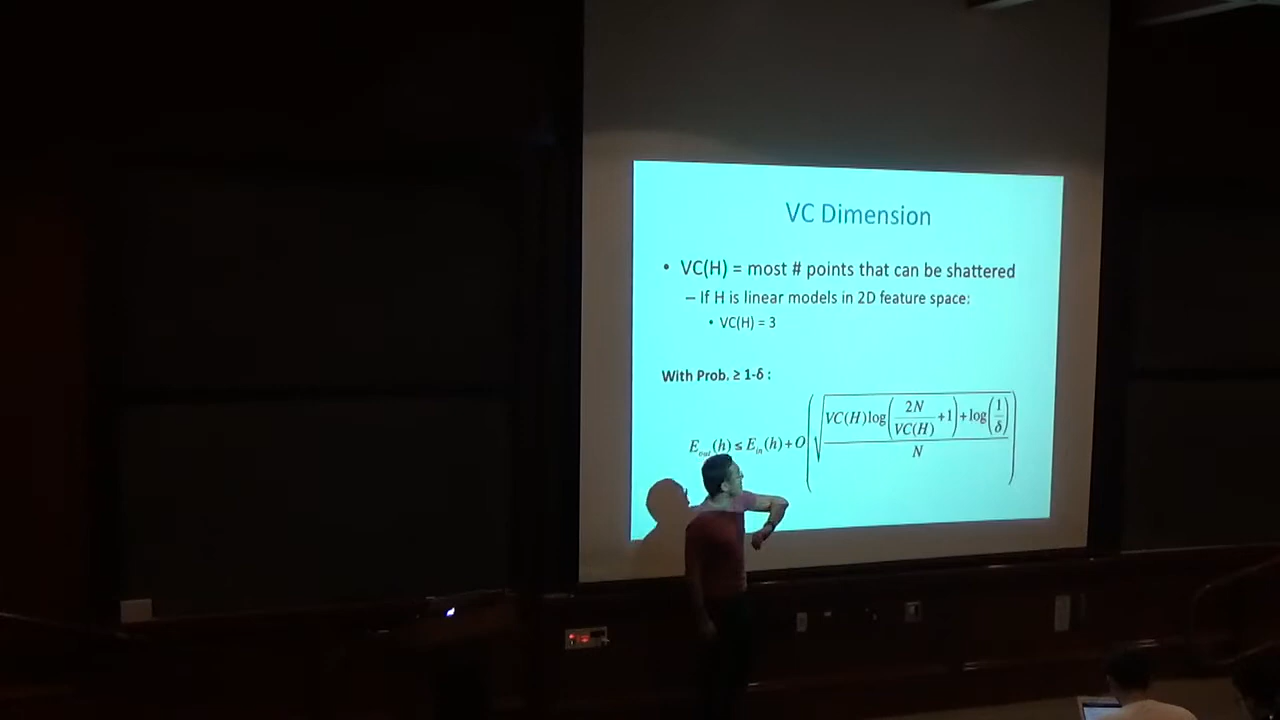 VC Dimension
• VC(H) = most # points that can be shattered
– If H is linear models in 2D feature space:
• VC(H) = 3
With Prob. ≥ 1-δ :
E_out(h) ≤ E_in(h) + O( √( ( VC(H) log( 2N / VC(H) + 1 ) + log( 1 / δ ) ) / N ) )